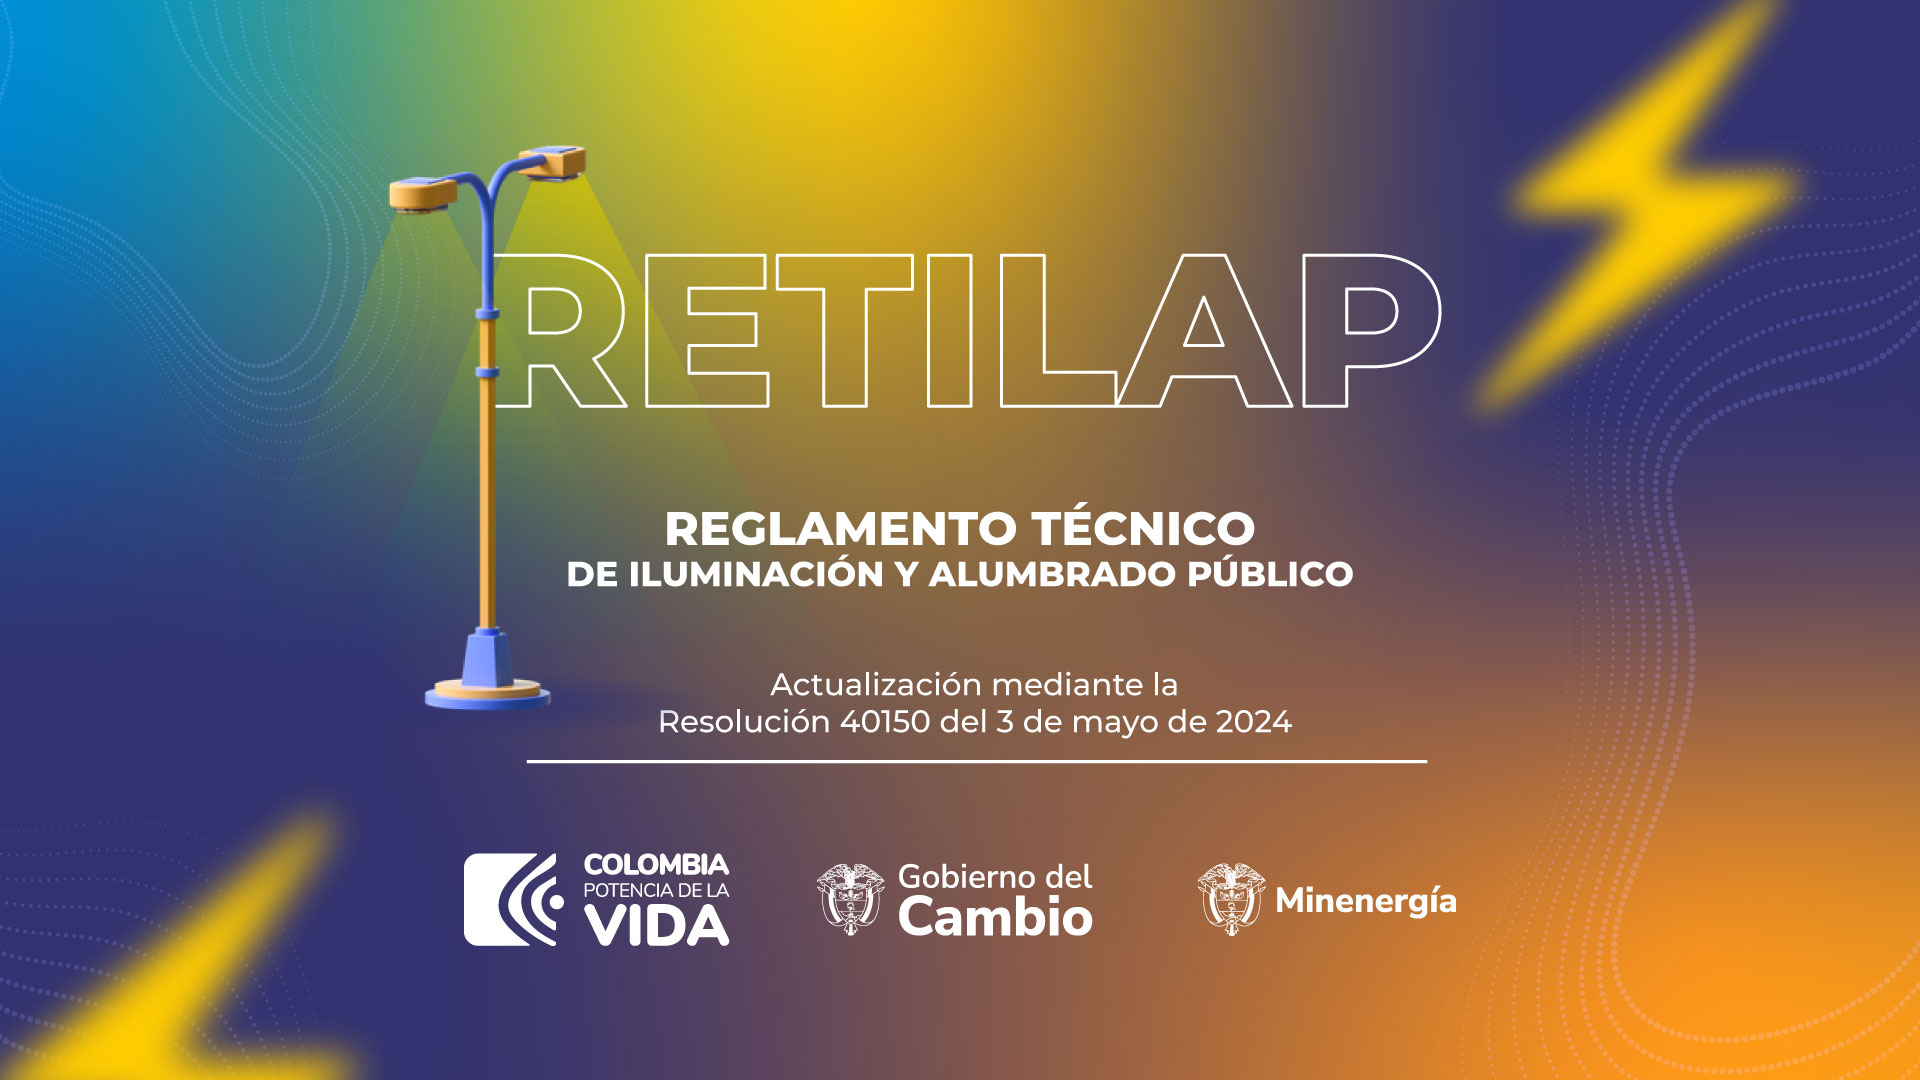 RETILAP
REGLAMENTO TÉCNICO
DE ILUMINACIÓN Y ALUMBRADO PÚBLICO
Actualización mediante la
Resolución 40150 del 3 de mayo de 2024
COLOMBIA
POTENCIA DE LA
VIDA
Gobierno del
Cambio
Minenergía